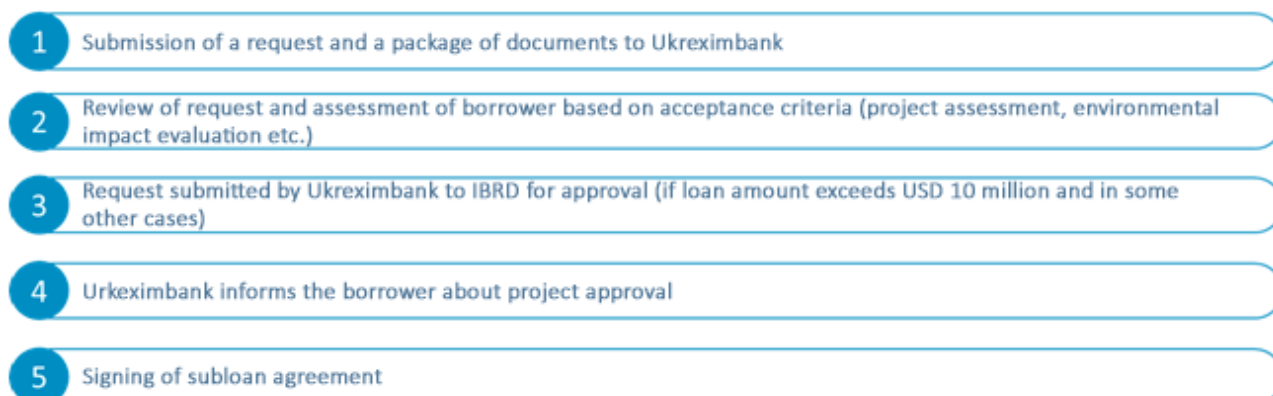 1 Submission of a request and a package of documents to Ukreximbank
2 Review of request and assessment of borrower based on acceptance criteria (project assessment, environmental
impact evaluation etc.)
3 Request submitted by Ukreximbank to IBRD for approval (if loan amount exceeds USD 10 million and in some
other cases)
4 Urkeximbank informs the borrower about project approval
5 Signing of subloan agreement